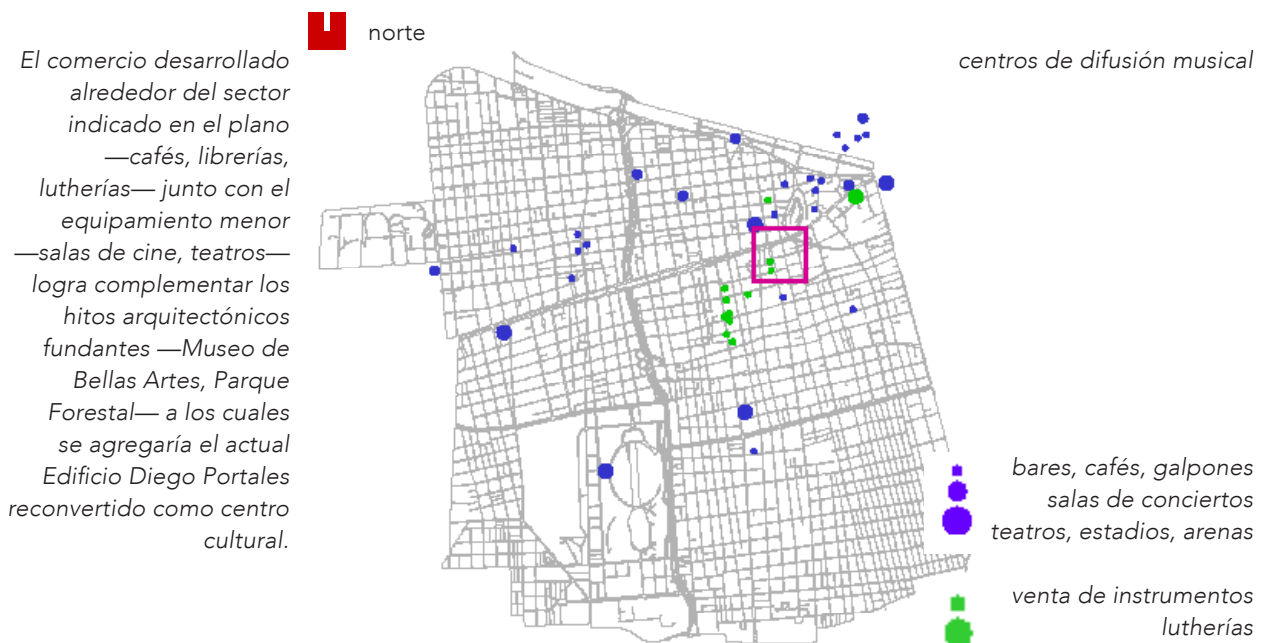 norte
El comercio desarrollado
alrededor del sector
indicado en el plano
—cafés, librerías,
lutherías— junto con el
equipamiento menor
—salas de cine, teatros—
logra complementar los
hitos arquitectónicos
fundantes —Museo de
Bellas Artes, Parque
Forestal— a los cuales
se agregaría el actual
Edificio Diego Portales
reconvertido como centro
cultural.
centros de difusión musical
bares, cafés, galpones
salas de conciertos
teatros, estadios, arenas
venta de instrumentos
lutherías